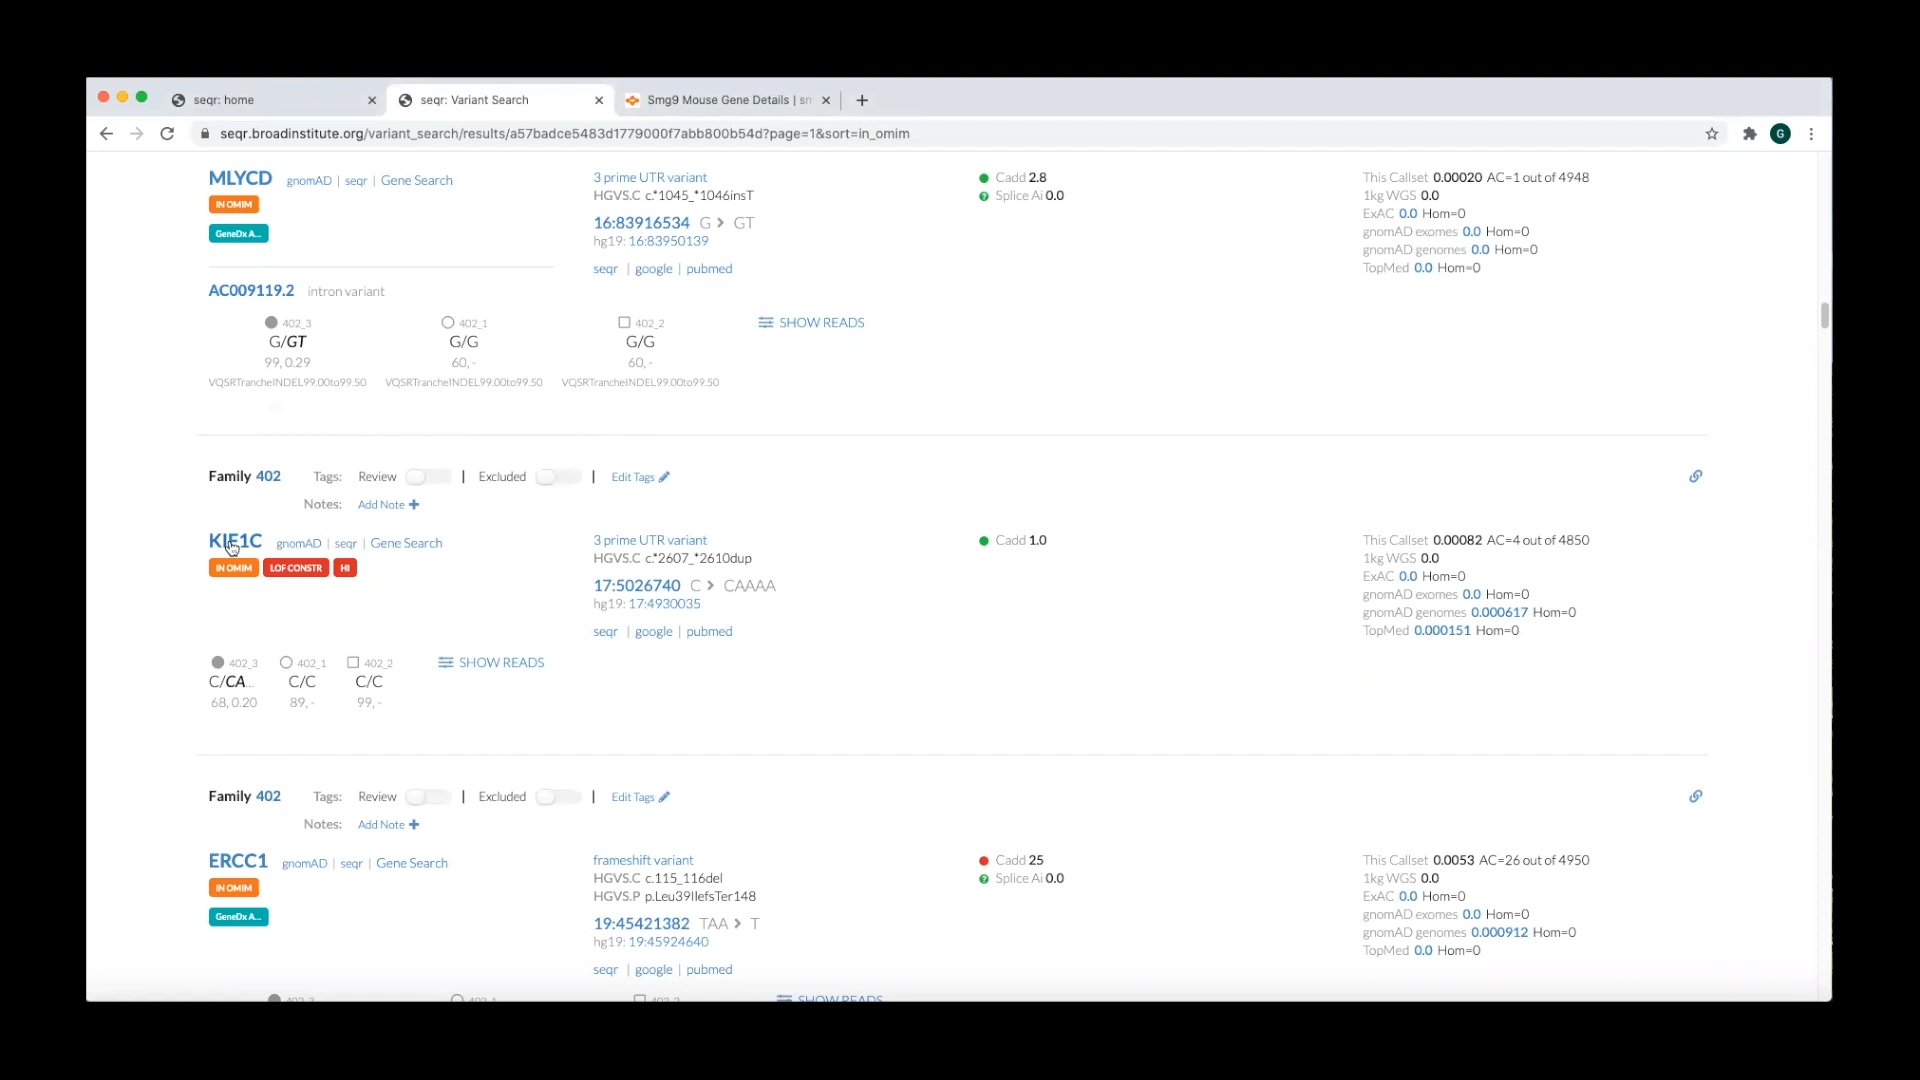 seqr: home
seqr: Variant Search
Smg9 Mouse Gene Details | sn
seqr.broadinstitute.org/variant_search/results/a57badce5483d1779000f7abb800b54d?page=1&sort=in_omim
G
MLYCD gnomAD | seqr | Gene Search
IN OMIM
GeneDx A...
3 prime UTR variant
HGVS.C c.*1045_*1046insT
16:83916534 G > GT
hg19: 16:83950139
seqr | google | pubmed
Cadd 2.8
Splice Ai 0.0
This Callset 0.00020 AC=1 out of 4948
1kg WGS 0.0
ExAC 0.0 Hom=0
gnomAD exomes 0.0 Hom=0
gnomAD genomes 0.0 Hom=0
TopMed 0.0 Hom=0
AC009119.2 intron variant
402_3 402_1 402_2 SHOW READS
G/GT G/G G/G
99, 0.29 60, - 60, -
VQSRTrancheINDEL99.00to99.50 VQSRTrancheINDEL99.00to99.50 VQSRTrancheINDEL99.00to99.50
Family 402 Tags: Review | Excluded | Edit Tags
Notes: Add Note +
KIF1C gnomAD | seqr | Gene Search
IN OMIM LOF CONSTR HI
3 prime UTR variant
HGVS.C c.*2607_*2610dup
17:5026740 C > CAAAA
hg19: 17:4930035
seqr | google | pubmed
Cadd 1.0
This Callset 0.00082 AC=4 out of 4850
1kg WGS 0.0
ExAC 0.0 Hom=0
gnomAD exomes 0.0 Hom=0
gnomAD genomes 0.000617 Hom=0
TopMed 0.000151 Hom=0
402_3 402_1 402_2 SHOW READS
C/CA... C/C C/C
68, 0.20 89, - 99, -
Family 402 Tags: Review | Excluded | Edit Tags
Notes: Add Note +
ERCC1 gnomAD | seqr | Gene Search
IN OMIM
GeneDx A...
frameshift variant
HGVS.C c.115_116del
HGVS.P p.Leu39IlefsTer148
19:45421382 TAA > T
hg19: 19:45924640
seqr | google | pubmed
Cadd 25
Splice Ai 0.0
This Callset 0.0053 AC=26 out of 4950
1kg WGS 0.0
ExAC 0.0 Hom=0
gnomAD exomes 0.0 Hom=0
gnomAD genomes 0.000912 Hom=0
TopMed 0.0 Hom=0
402_3 402_1 402_2 SHOW READS